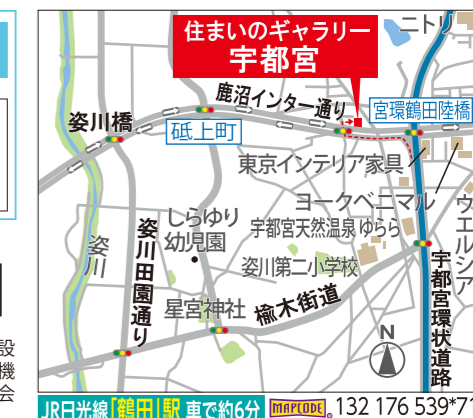 住まいのギャラリー
宇都宮
ニトリ
鹿沼インター通り
宮環鶴田陸橋
姿川橋
砥上町
東京インテリア家具
ヨークベニマル
ウエルシア
しらゆり
幼児園
宇都宮天然温泉 ゆらら
姿川
姿川田園通り
姿川第二小学校
宇都宮環状道路
星宮神社
楡木街道
N
設
機
会
JR日光線「鶴田」駅 車で約6分 MAPCODE 132 176 539*7